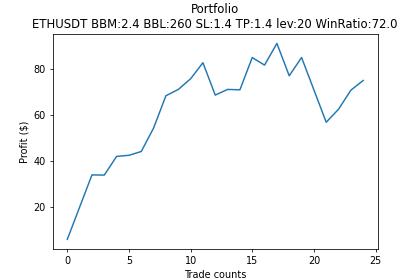 Portfolio
ETHUSDT BBM:2.4 BBL:260 SL:1.4 TP:1.4 lev:20 WinRatio:72.0
80
60
40
20
Profit ($)
0 5 10 15 20 25
Trade counts